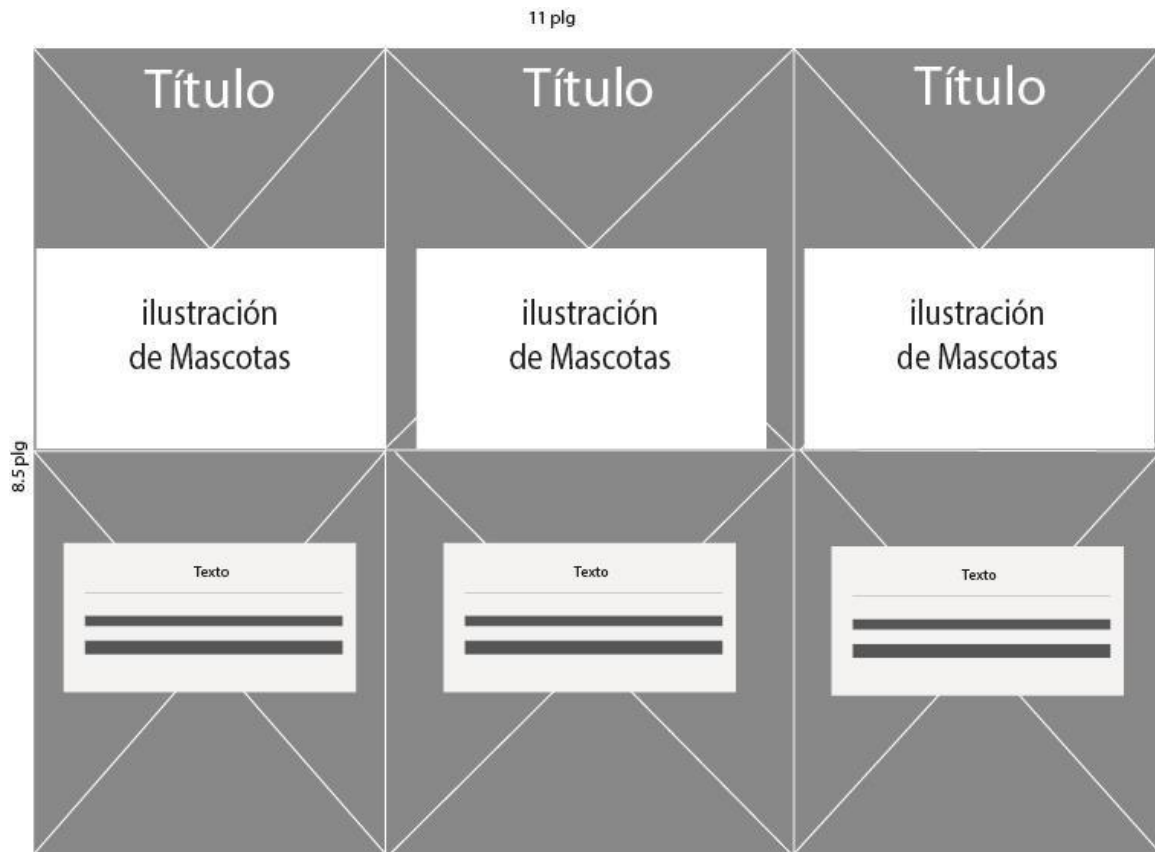 11 plg
Título
Título
Título
ilustración
de Mascotas
ilustración
de Mascotas
ilustración
de Mascotas
8.5 plg
Texto
Texto
Texto